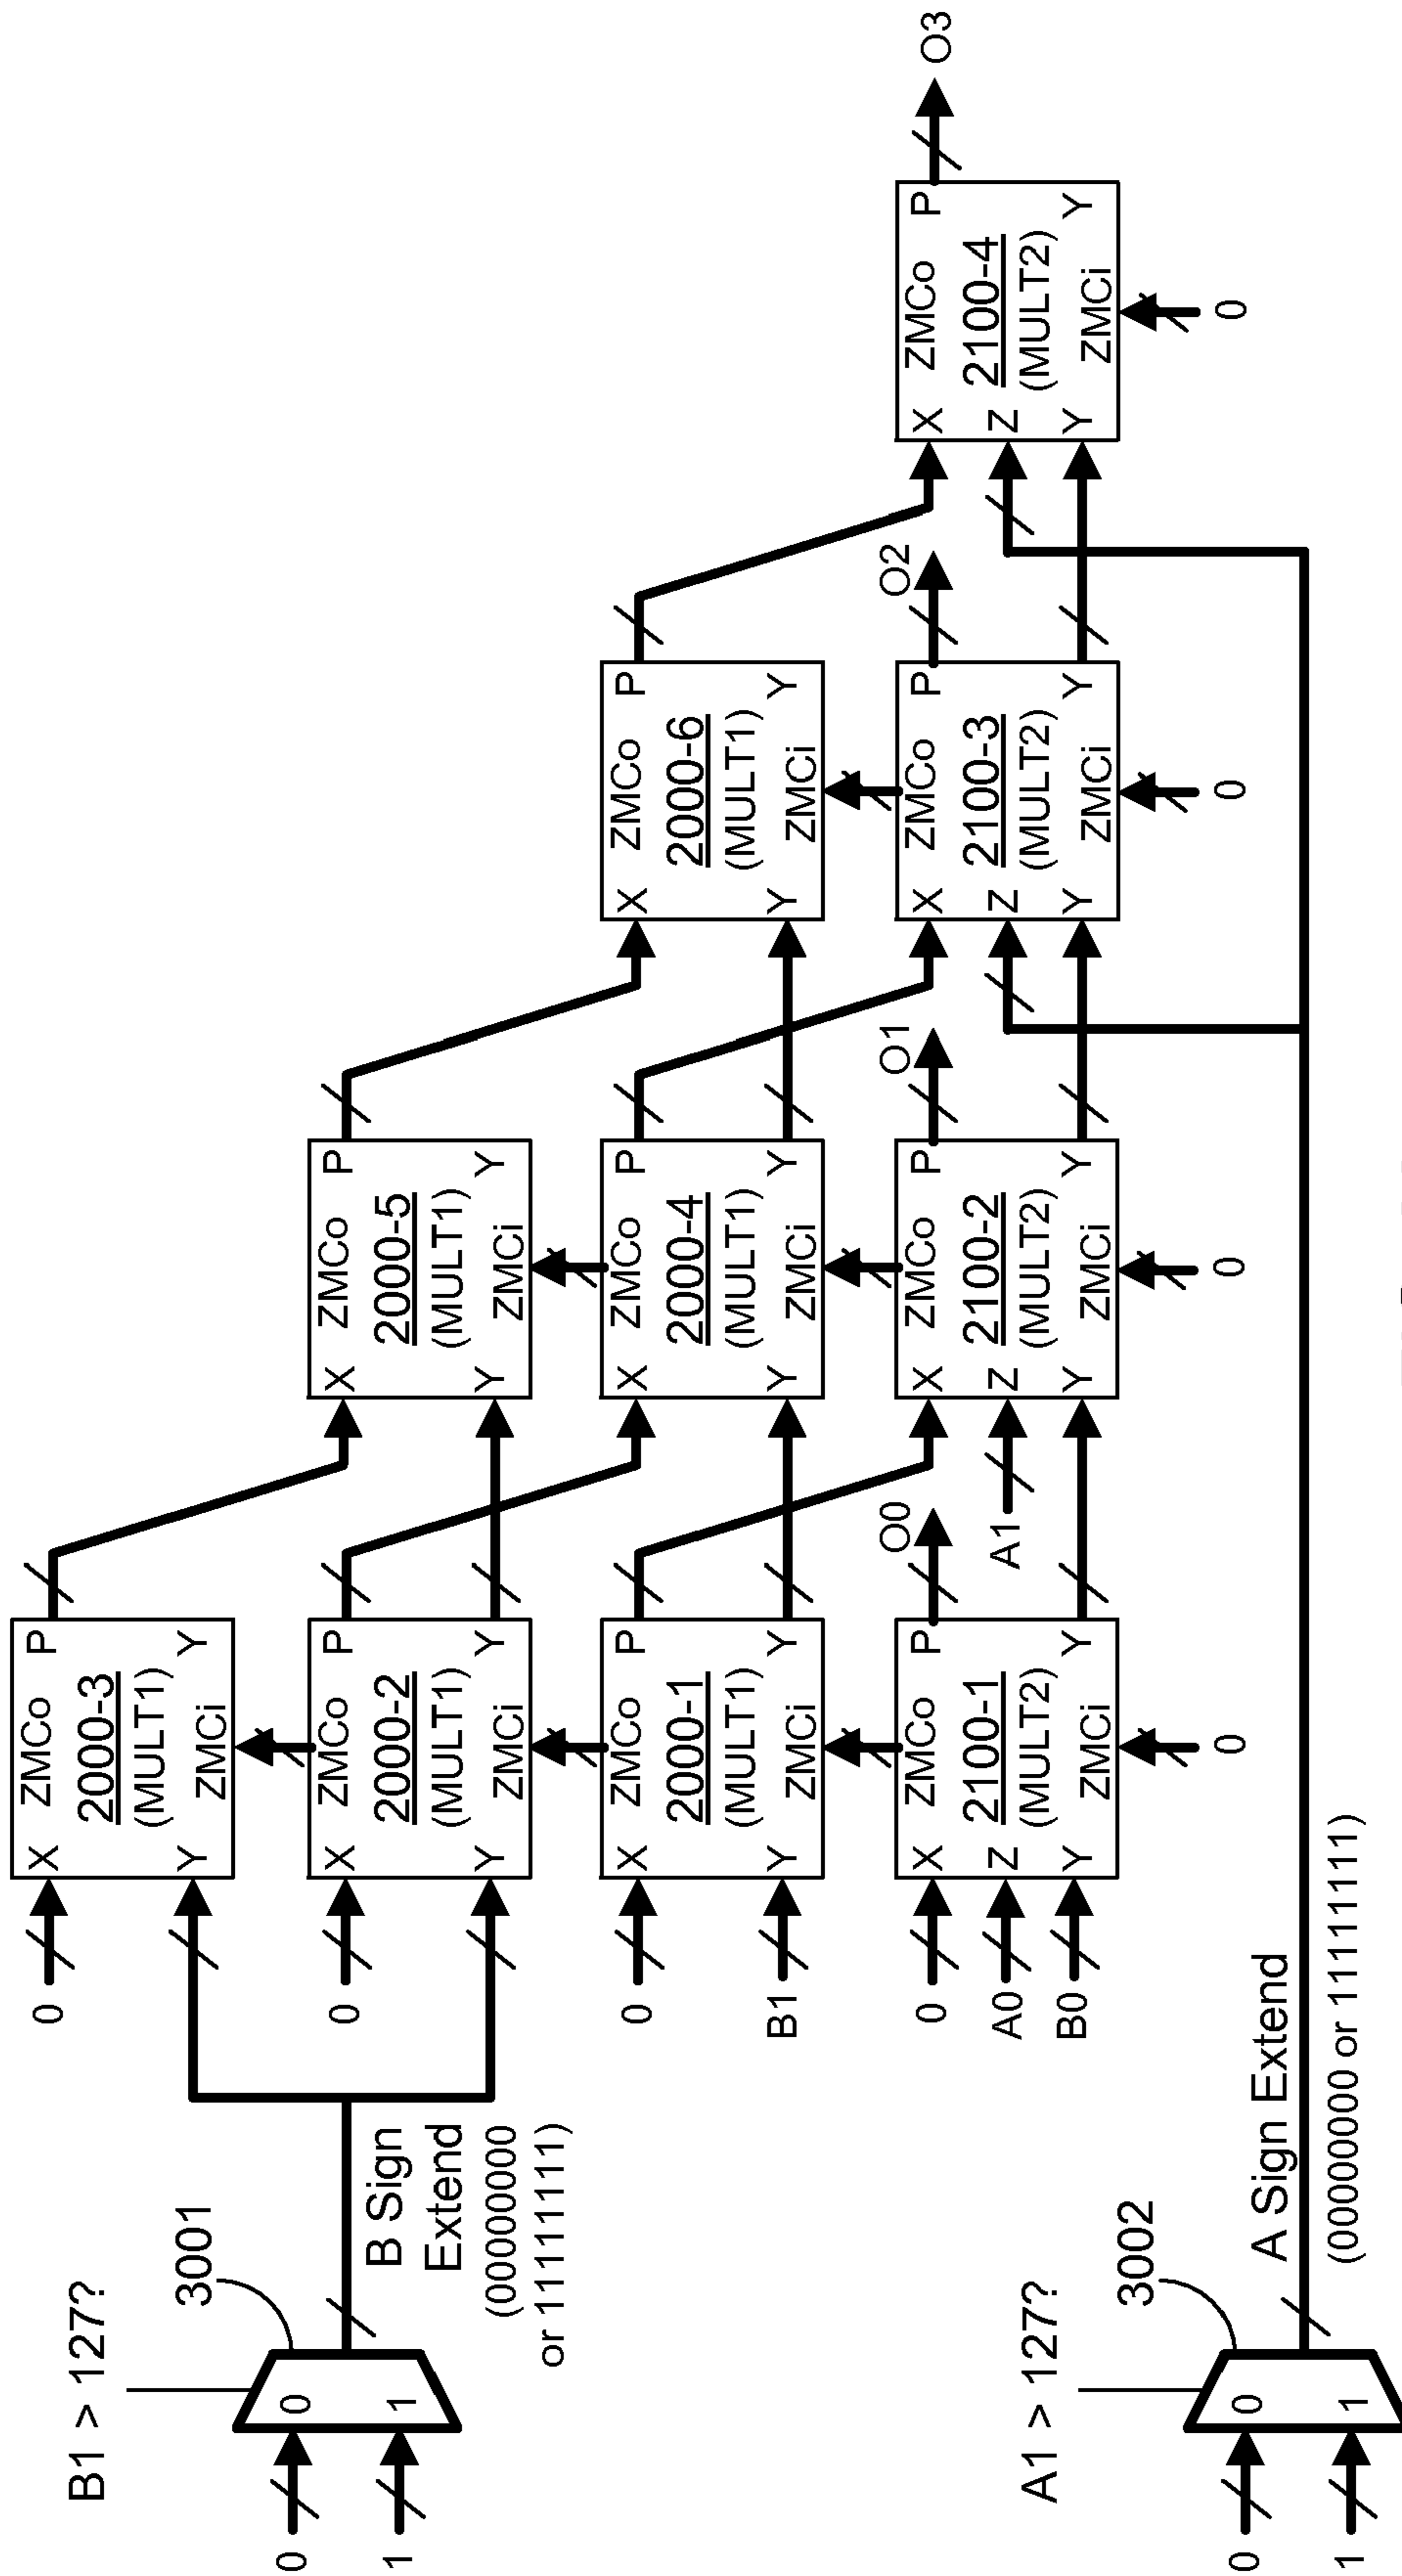 B1 > 127?
3001
0
1
0
1
B Sign
Extend
(00000000
or 11111111)
A1 > 127?
3002
0
1
0
1
A Sign Extend
(00000000 or 11111111)
0
X ZMCo P
2000-3
(MULT1)
Y Y
ZMCi
0
X ZMCo P
2000-2
(MULT1)
Y Y
ZMCi
0
X ZMCo P
2000-1
(MULT1)
B1
Y Y
ZMCi
0
X ZMCo P
O0
A0
Z 2100-1
(MULT2)
B0
Y Y
ZMCi
0
X ZMCo P
2000-5
(MULT1)
Y Y
ZMCi
X ZMCo P
2000-4
(MULT1)
Y Y
ZMCi
X ZMCo P
O1
A1
Z 2100-2
(MULT2)
Y Y
ZMCi
0
X ZMCo P
2000-6
(MULT1)
Y Y
ZMCi
X ZMCo P
O2
Z 2100-3
(MULT2)
Y Y
ZMCi
0
X ZMCo P
O3
Z 2100-4
(MULT2)
Y Y
ZMCi
0